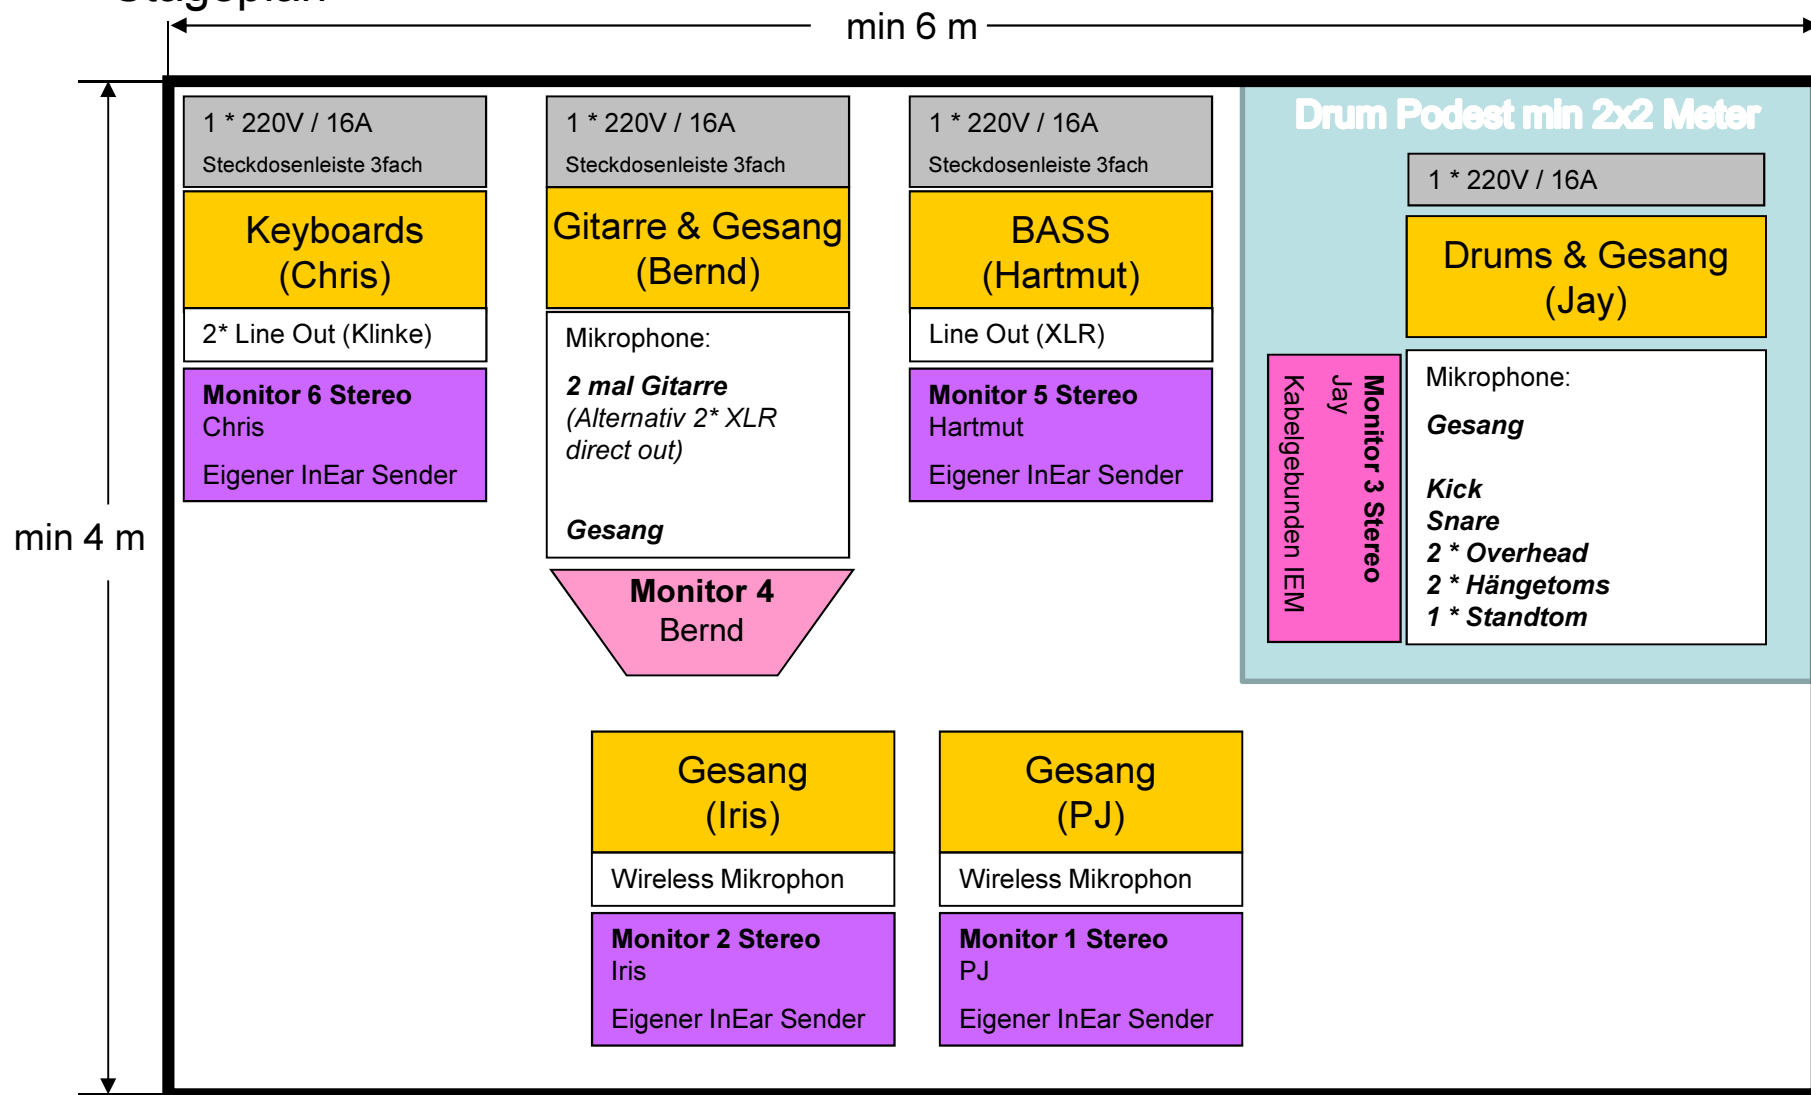 Stageplan
min 6 m
min 4 m
1 * 220V / 16A
Steckdosenleiste 3fach
Keyboards
(Chris)
2* Line Out (Klinke)
Monitor 6 Stereo
Chris
Eigener InEar Sender
1 * 220V / 16A
Steckdosenleiste 3fach
Gitarre & Gesang
(Bernd)
Mikrophone:
2 mal Gitarre
(Alternativ 2* XLR
direct out)
Gesang
Monitor 4
Bernd
1 * 220V / 16A
Steckdosenleiste 3fach
BASS
(Hartmut)
Line Out (XLR)
Monitor 5 Stereo
Hartmut
Eigener InEar Sender
Drum Podest min 2x2 Meter
1 * 220V / 16A
Drums & Gesang
(Jay)
Monitor 3 Stereo
Jay
Kabelgebunden IEM
Mikrophone:
Gesang
Kick
Snare
2 * Overhead
2 * Hängetoms
1 * Standtom
Gesang
(Iris)
Wireless Mikrophon
Monitor 2 Stereo
Iris
Eigener InEar Sender
Gesang
(PJ)
Wireless Mikrophon
Monitor 1 Stereo
PJ
Eigener InEar Sender